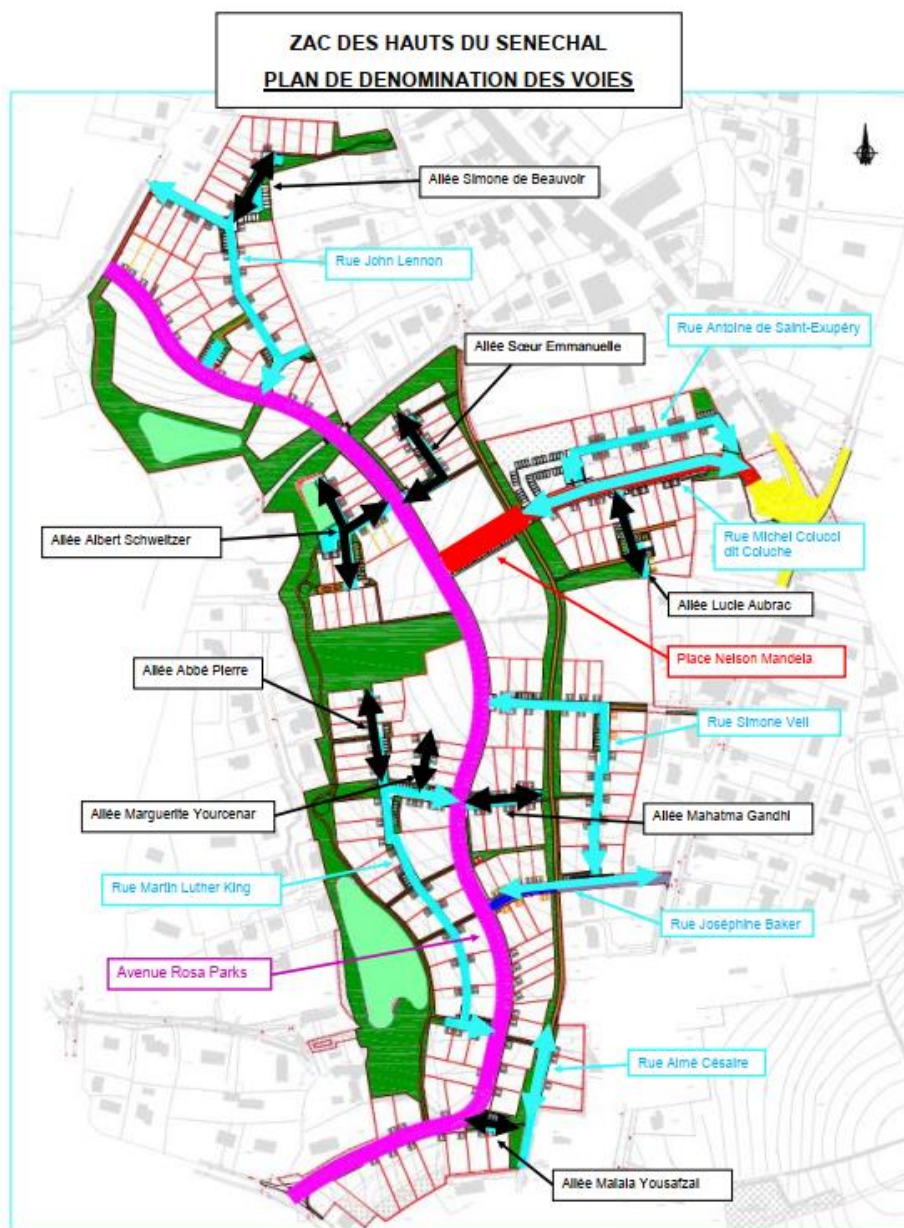 ZAC DES HAUTS DU SENECHAL
PLAN DE DENOMINATION DES VOIES
Allée Simone de Beauvoir
Rue John Lennon
Rue Antoine de Saint-Exupéry
Allée Sœur Emmanuelle
Allée Albert Schweitzer
Rue Michel Colucci
dit Coluche
Allée Lucie Aubrac
Place Nelson Mandela
Allée Abbé Pierre
Rue Simone Veil
Allée Marguerite Yourcenar
Allée Mahatma Gandhi
Rue Martin Luther King
Rue Joséphine Baker
Avenue Rosa Parks
Rue Aimé Césaire
Allée Malala Yousafzai